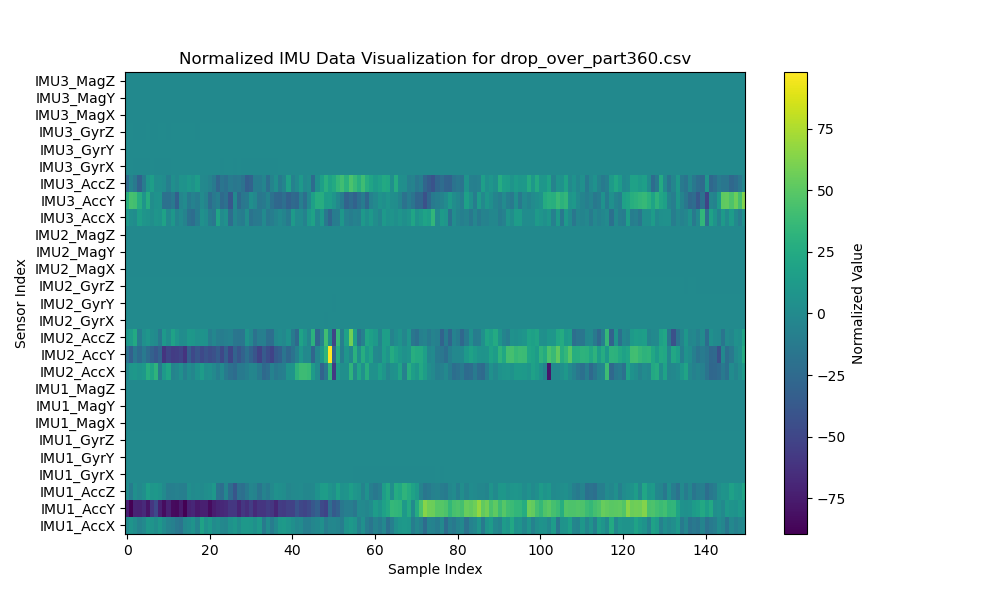 Normalized IMU Data Visualization for drop_over_part360.csv
IMU3_MagZ
IMU3_MagY
IMU3_MagX
IMU3_GyrZ
IMU3_GyrY
IMU3_GyrX
IMU3_AccZ
IMU3_AccY
IMU3_AccX
IMU2_MagZ
IMU2_MagY
IMU2_MagX
IMU2_GyrZ
IMU2_GyrY
IMU2_GyrX
IMU2_AccZ
IMU2_AccY
IMU2_AccX
IMU1_MagZ
IMU1_MagY
IMU1_MagX
IMU1_GyrZ
IMU1_GyrY
IMU1_GyrX
IMU1_AccZ
IMU1_AccY
IMU1_AccX
Sensor Index
0 20 40 60 80 100 120 140
Sample Index
75
50
25
0
−25
−50
−75
Normalized Value